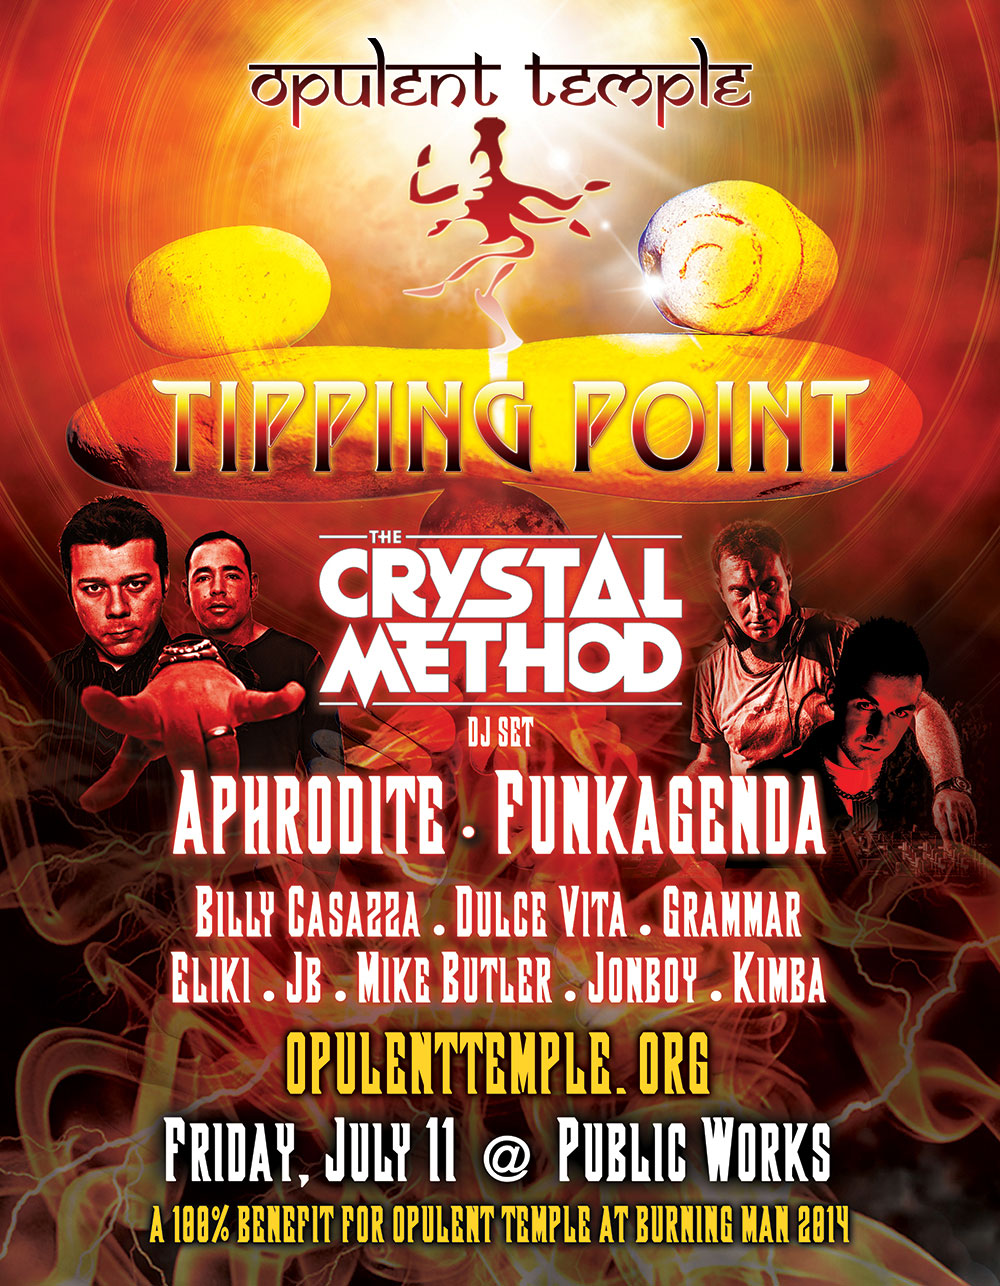 opulent temple
TIPPING POINT
THE
CRYSTAL
METHOD
DJ SET
APHRODITE · FUNKAGENDA
BILLY CASAZZA . DULCE VITA . GRAMMAR
ELIKI . JB . MIKE BUTLER . JONBOY . KIMBA
OPULENTTEMPLE.ORG
FRIDAY, JULY 11 @ PUBLIC WORKS
A 100% BENEFIT FOR OPULENT TEMPLE AT BURNING MAN 2014